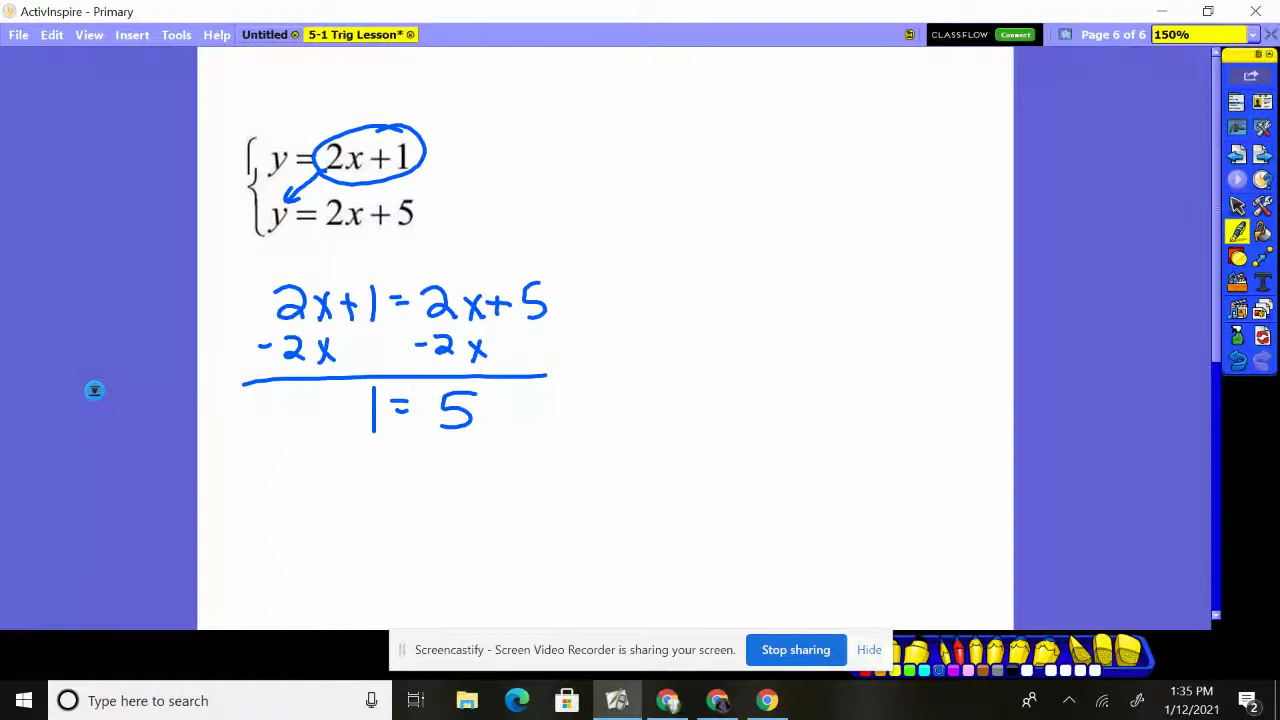 ActivInspire - Primary
File Edit View Insert Tools Help Untitled 5-1 Trig Lesson* CLASSFLOW Connect Page 6 of 6 150%
y = 2x + 1
y = 2x + 5
2x+1 = 2x+5
-2x -2x
1 = 5
Screencastify - Screen Video Recorder is sharing your screen. Stop sharing Hide
Type here to search
1:35 PM
1/12/2021
2